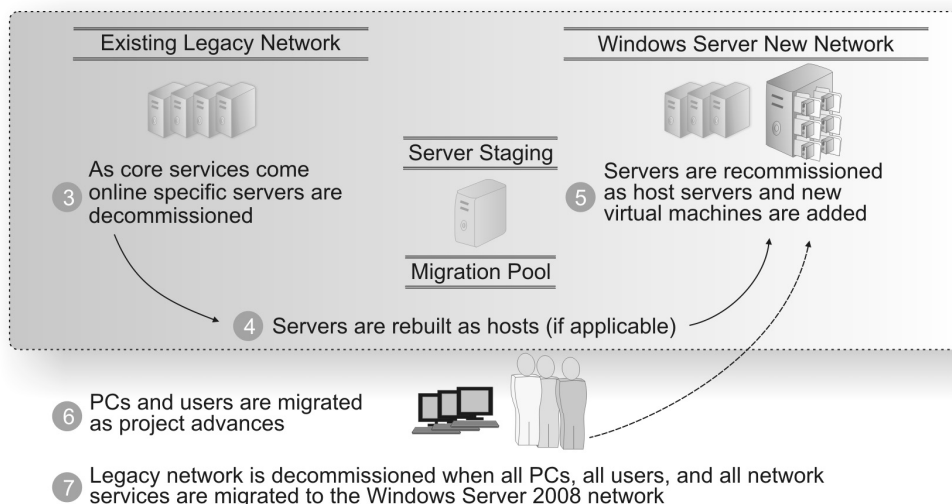 Existing Legacy Network
Windows Server New Network
3 As core services come
online specific servers are
decommissioned
Server Staging
Migration Pool
5 Servers are recommissioned
as host servers and new
virtual machines are added
4 Servers are rebuilt as hosts (if applicable)
6 PCs and users are migrated
as project advances
7 Legacy network is decommissioned when all PCs, all users, and all network
services are migrated to the Windows Server 2008 network